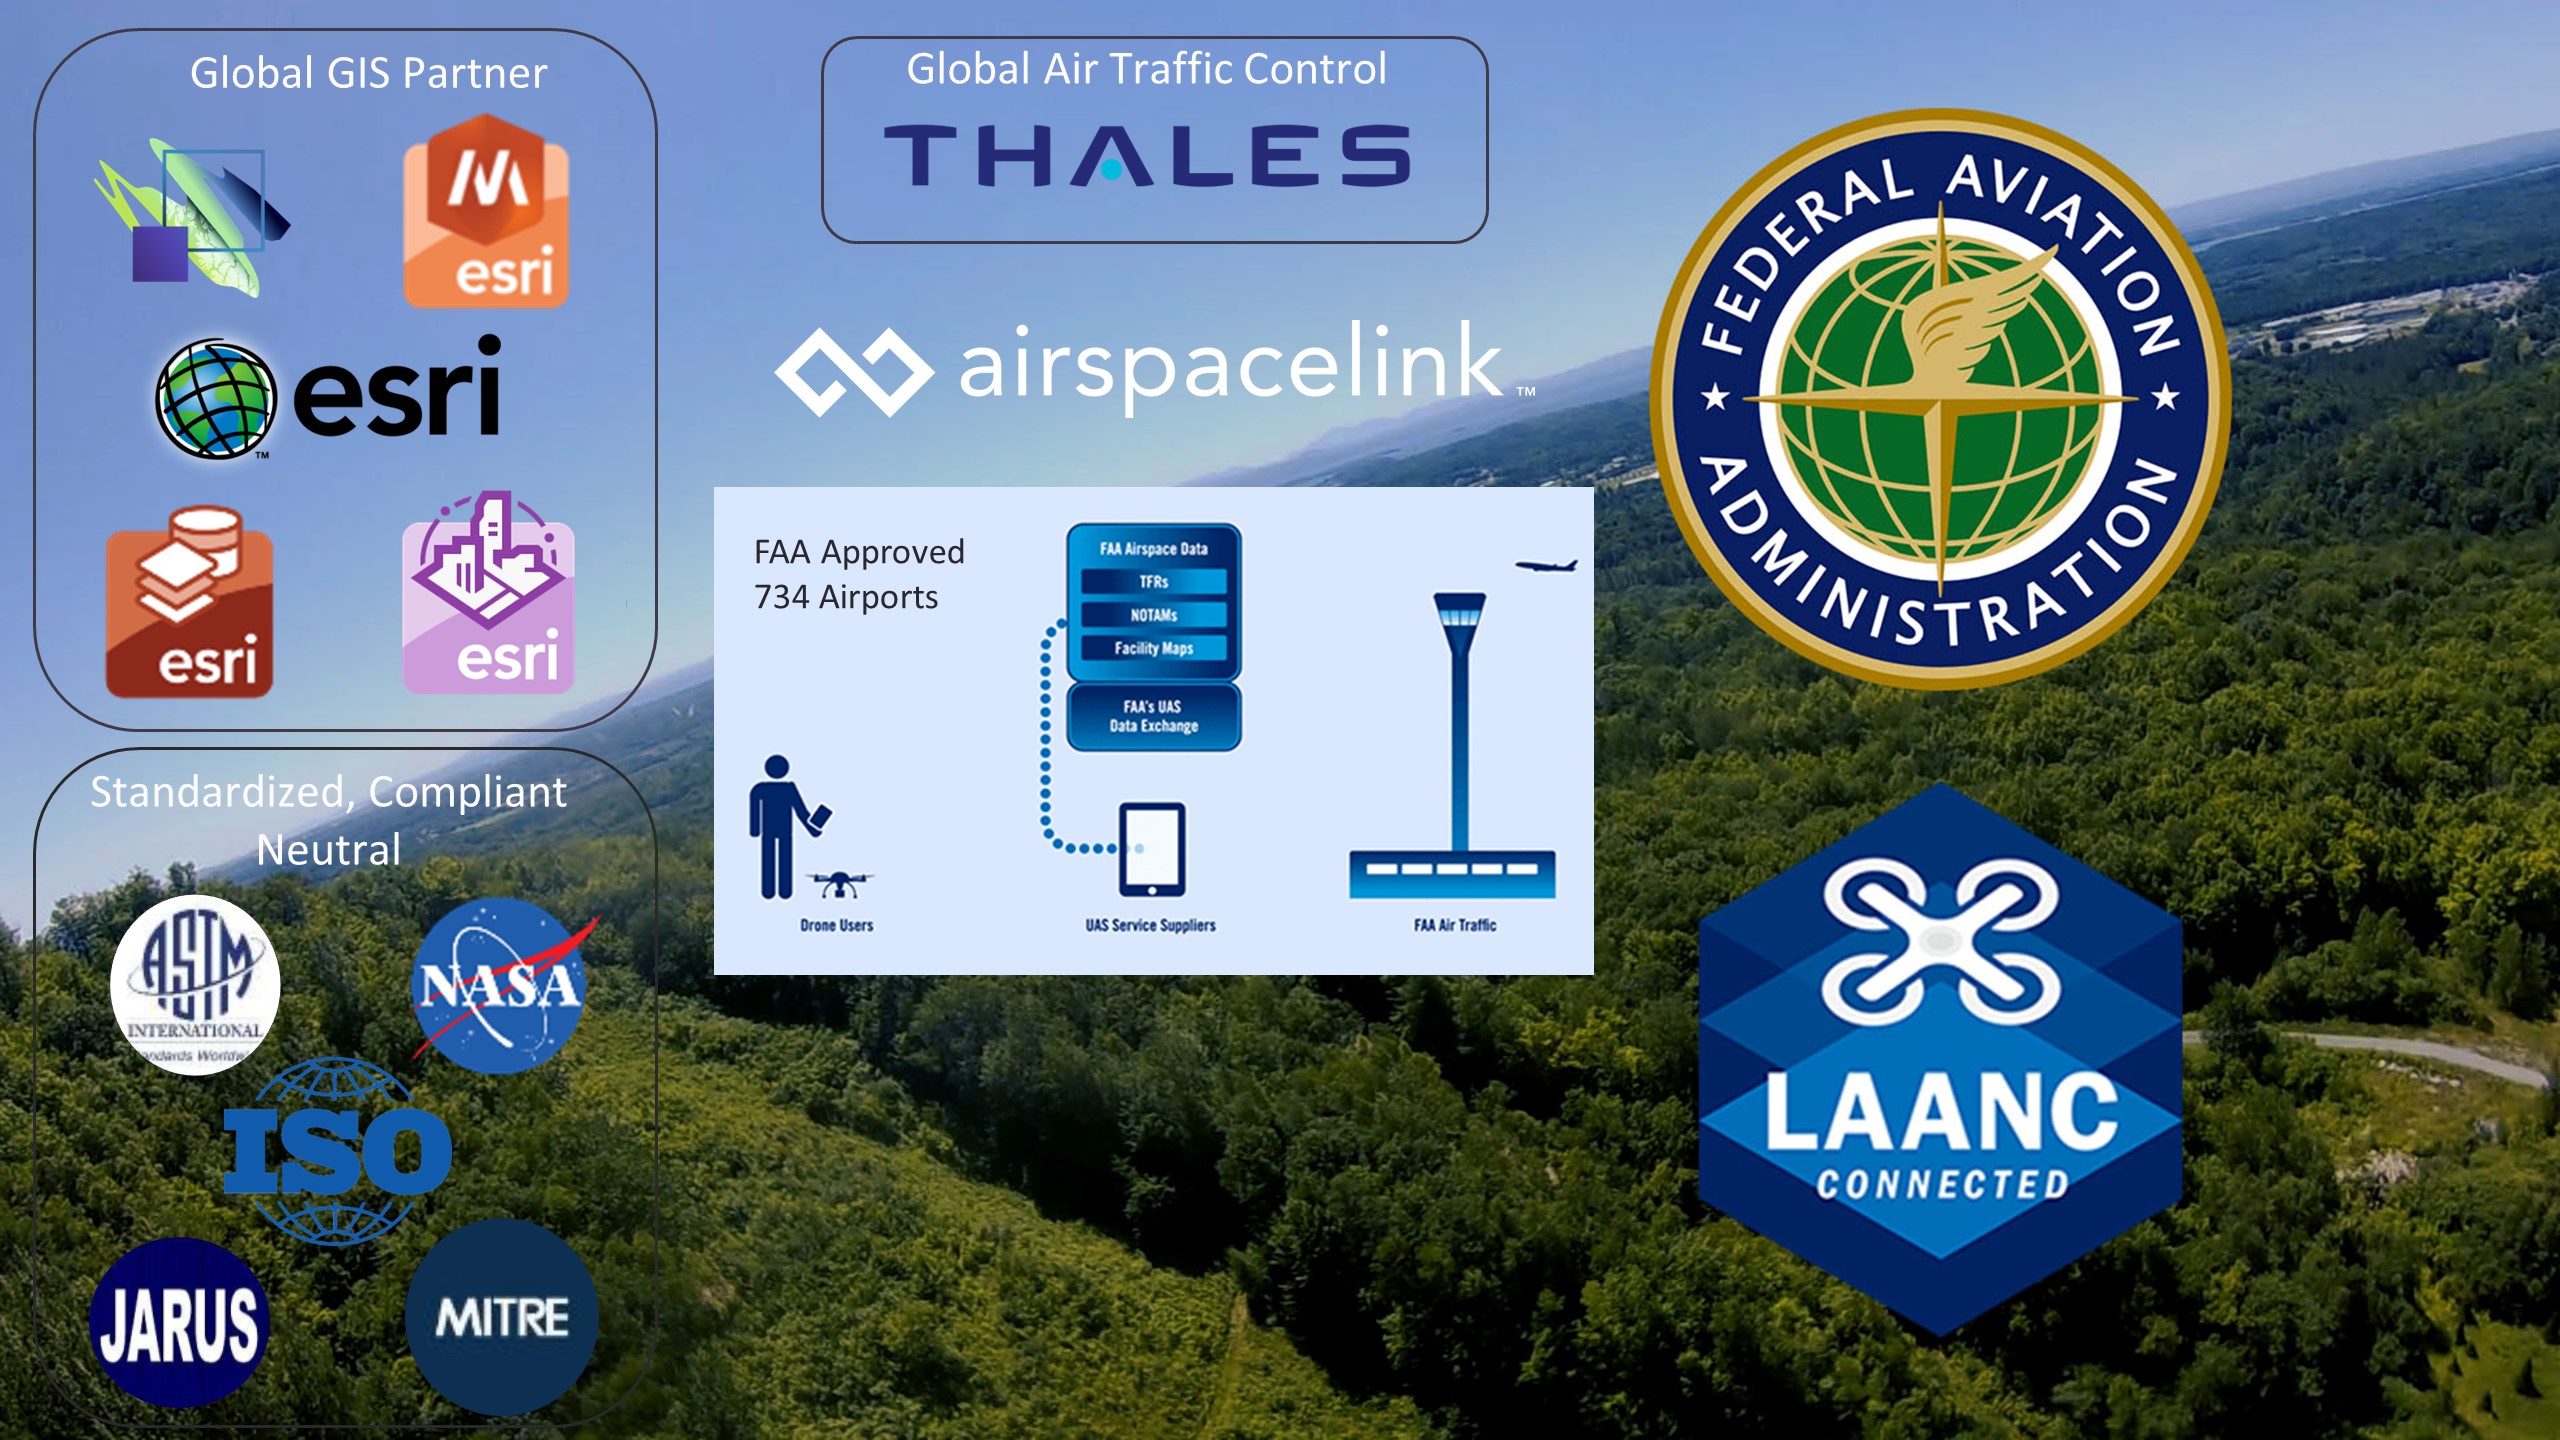 Global GIS Partner
esri
esri
TM
esri
esri
Standardized, Compliant
Neutral
ASTM
INTERNATIONAL
NASA
ISO
JARUS
MITRE
Global Air Traffic Control
THALES
airspacelink™
FAA Approved
734 Airports
FAA Airspace Data
TFRs
NOTAMs
Facility Maps
FAA's UAS
Data Exchange
Drone Users
UAS Service Suppliers
FAA Air Traffic
FEDERAL AVIATION
ADMINISTRATION
LAANC
CONNECTED